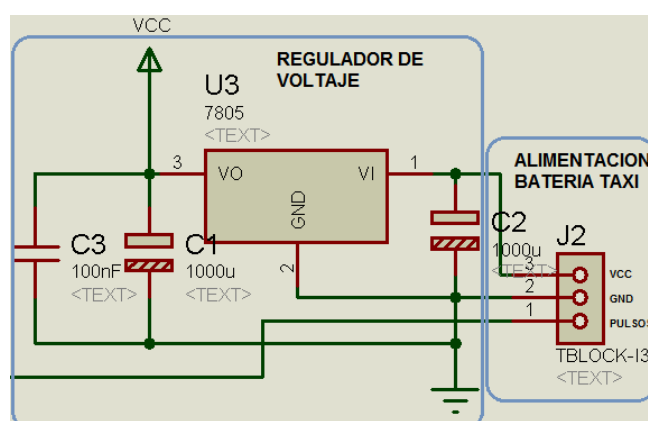 VCC
REGULADOR DE
VOLTAJE
U3
7805
<TEXT>
3
VO
VI
1
GND
2
C3
100nF
<TEXT>
C1
1000u
<TEXT>
C2
1000u
<TEXT>
ALIMENTACION
BATERIA TAXI
J2
3
VCC
2
GND
1
PULSOS
TBLOCK-I3
<TEXT>